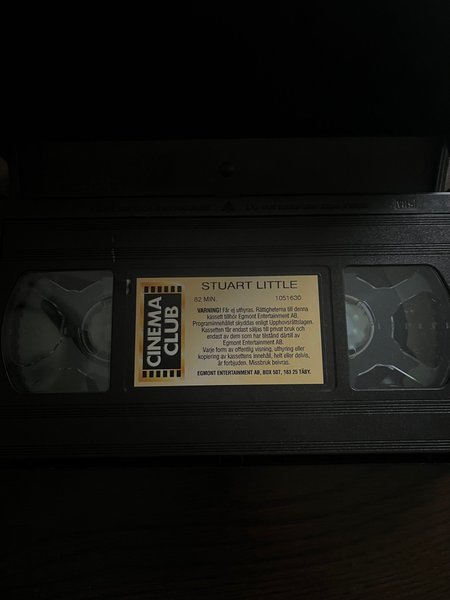 VHS
STUART LITTLE
CINEMA
CLUB
82 MIN.
1051630
VARNING! Får ej uthyras. Rättigheterna till denna
kassett tillhör Egmont Entertainment AB.
Programinnehållet skyddas enligt Upphovsrättslagen.
Kassetten får endast säljas till privat bruk och
endast av dem som har tillstånd därtill av
Egmont Entertainment AB.
Varje form av offentlig visning, uthyrning eller
kopiering av kassettens innehåll, helt eller delvis,
är förbjuden. Missbruk beivras.
EGMONT ENTERTAINMENT AB, BOX 507, 183 25 TÄBY.